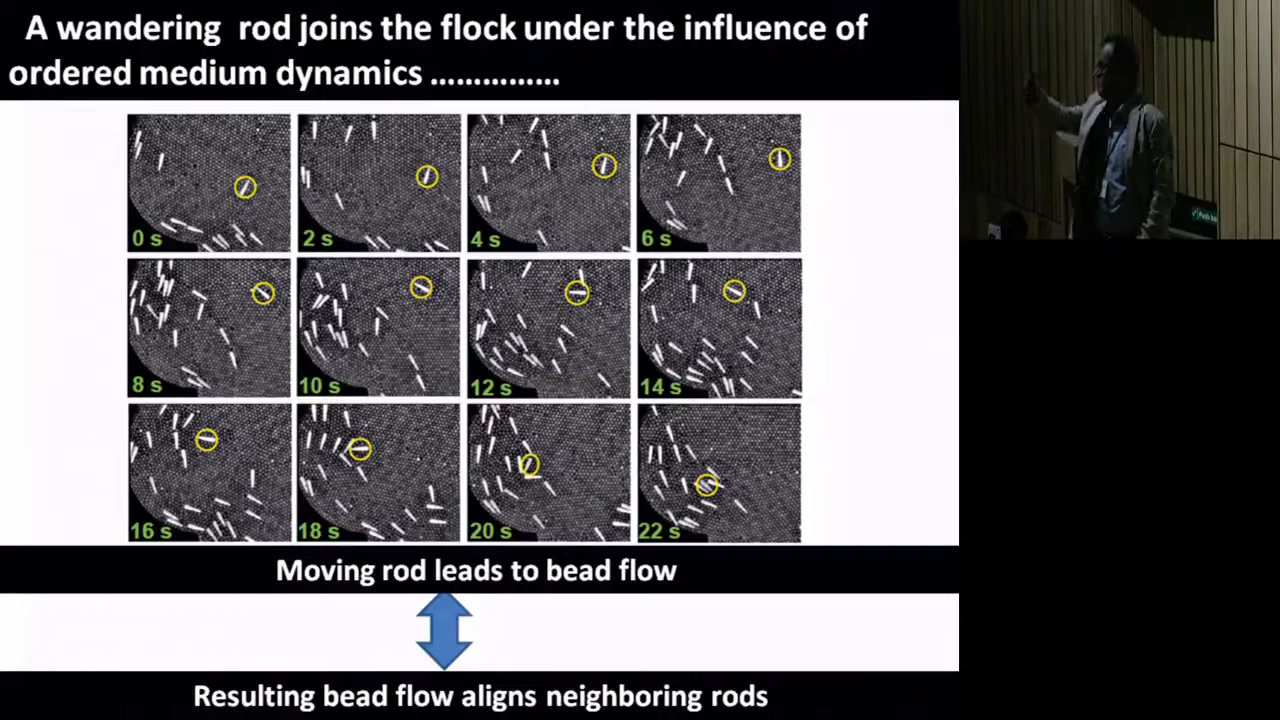 A wandering rod joins the flock under the influence of
ordered medium dynamics ...............
0 s
2 s
4 s
6 s
8 s
10 s
12 s
14 s
16 s
18 s
20 s
22 s
Moving rod leads to bead flow
Resulting bead flow aligns neighboring rods
Push